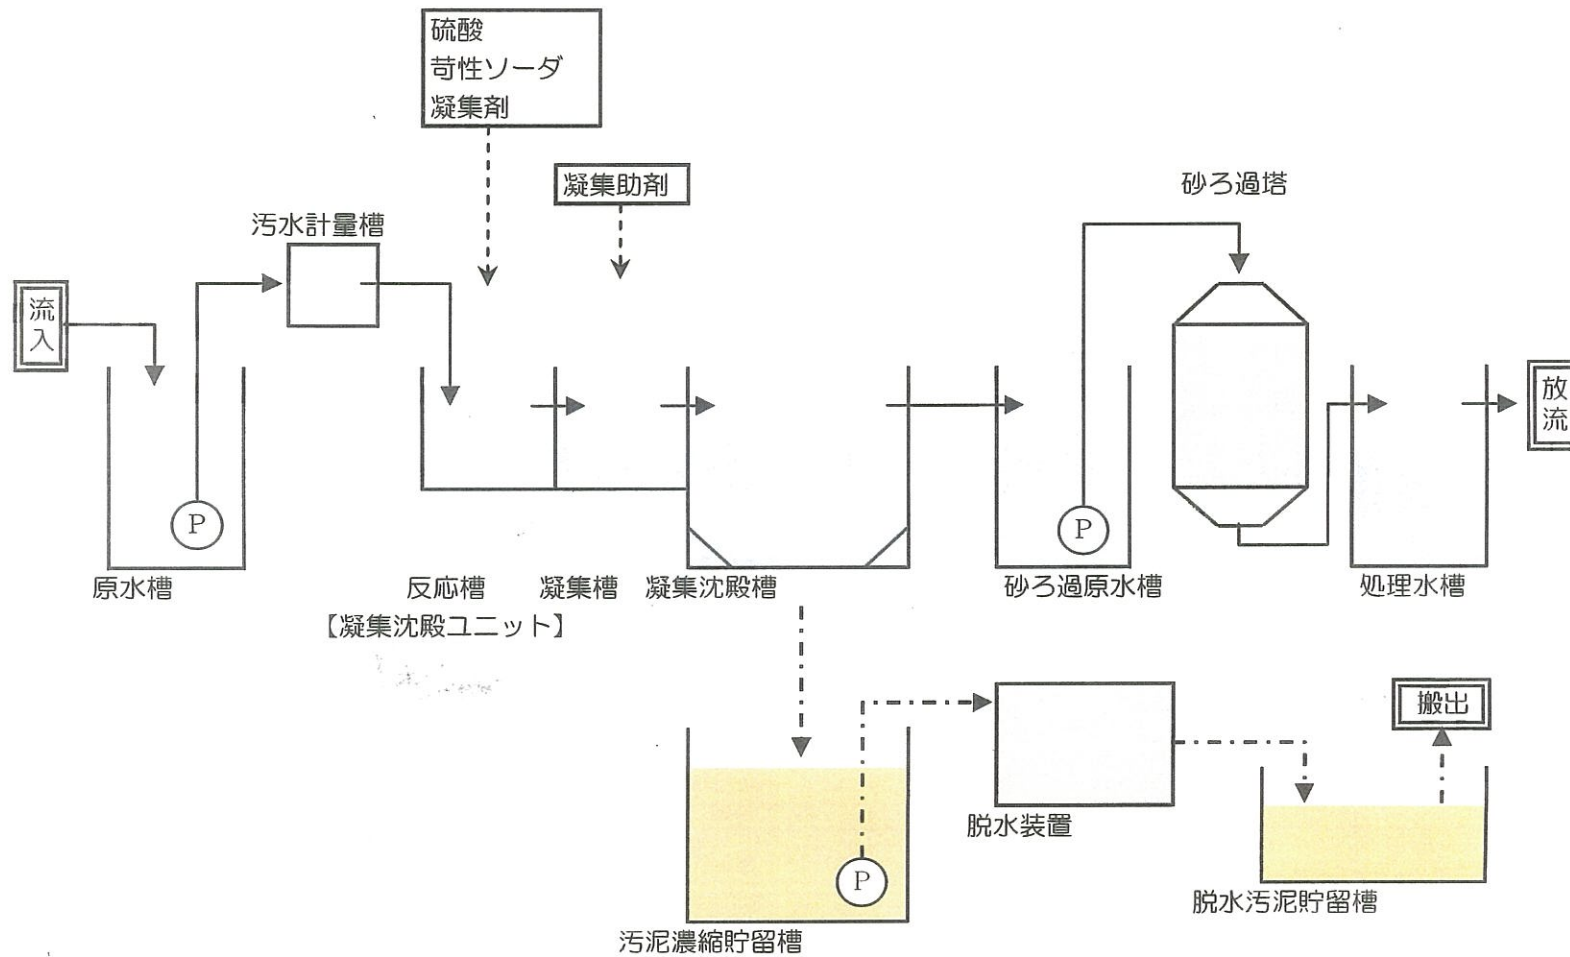 硫酸
苛性ソーダ
凝集剤
凝集助剤
砂ろ過塔
汚水計量槽
流
入
放
流
P
P
原水槽
反応槽
凝集槽
凝集沈殿槽
砂ろ過原水槽
処理水槽
【凝集沈殿ユニット】
搬出
脱水装置
P
脱水汚泥貯留槽
汚泥濃縮貯留槽